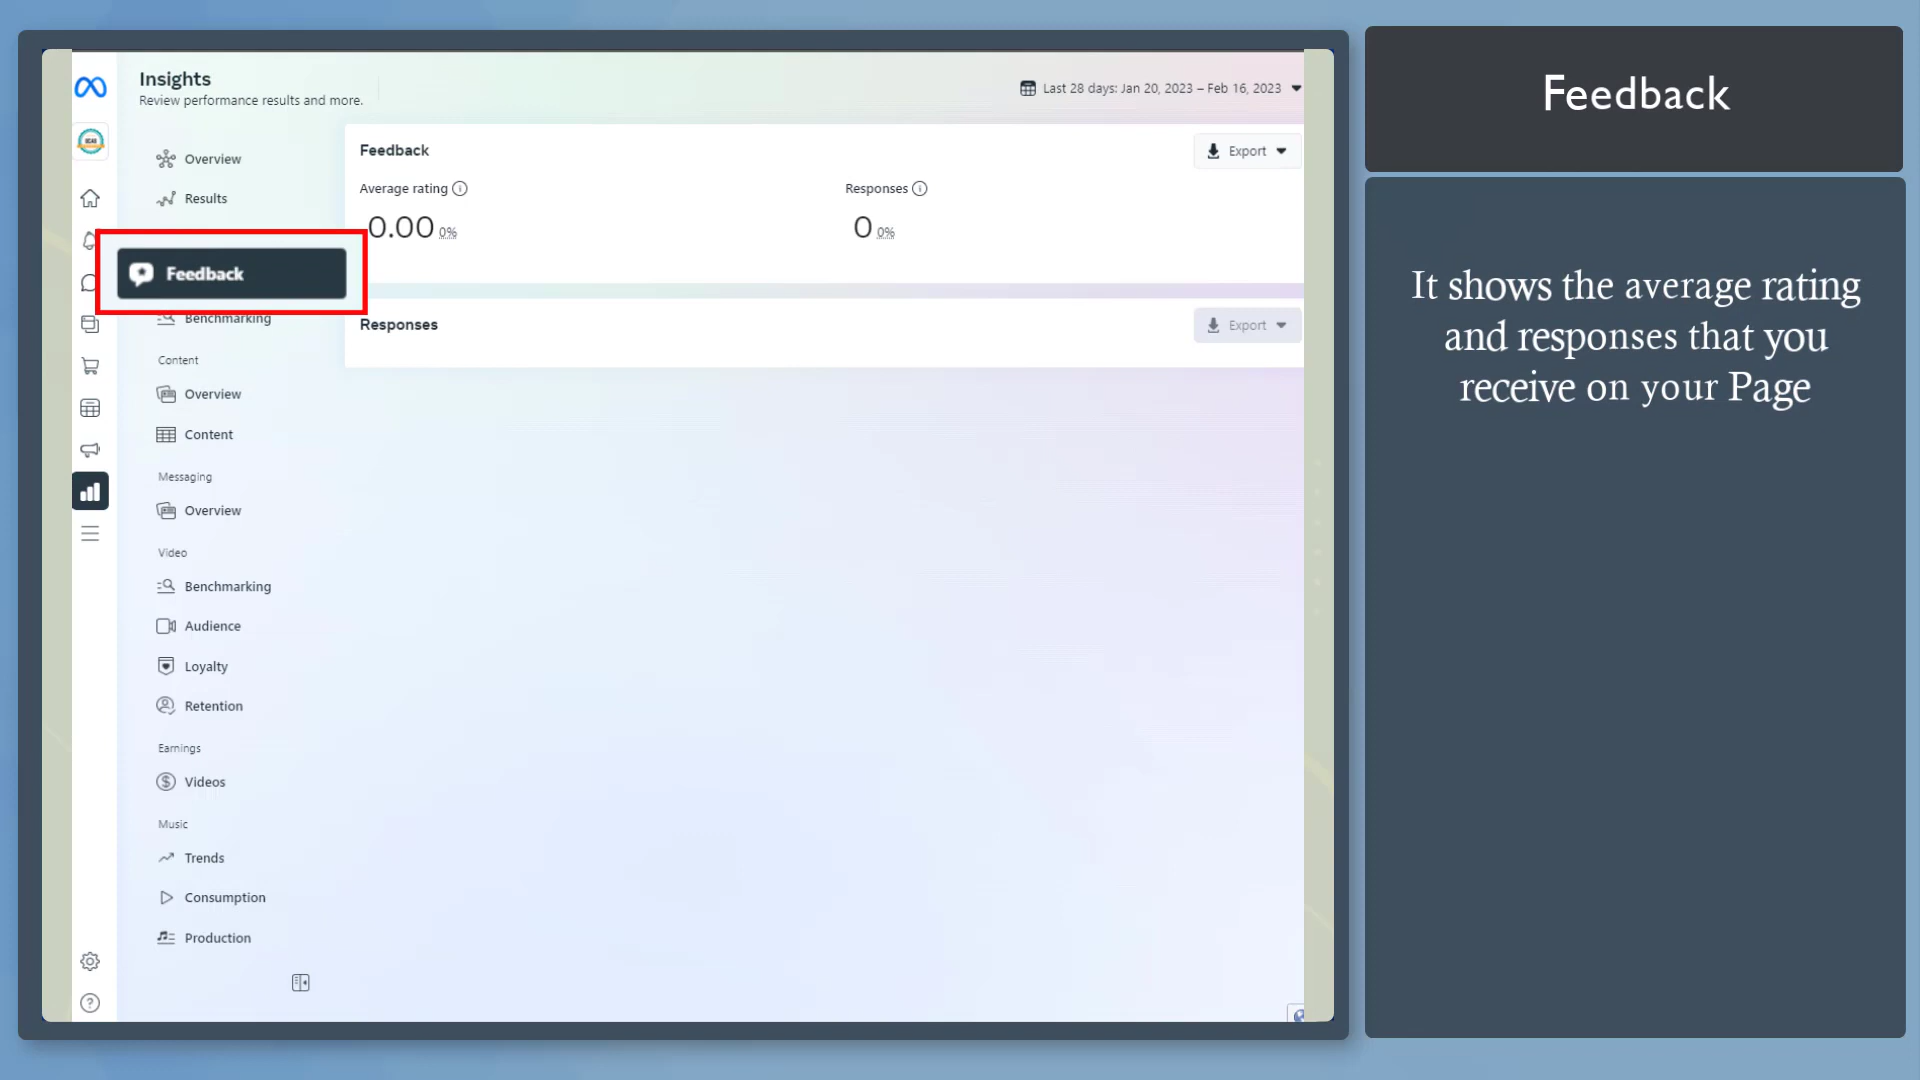 Insights
Review performance results and more.
Last 28 days: Jan 20, 2023 – Feb 16, 2023
Overview
Results
Feedback
Benchmarking
Content
Overview
Content
Messaging
Overview
Video
Benchmarking
Audience
Loyalty
Retention
Earnings
Videos
Music
Trends
Consumption
Production
Feedback
Export
Average rating
0.00 0%
Responses
0 0%
Responses
Export
Feedback
It shows the average rating
and responses that you
receive on your Page